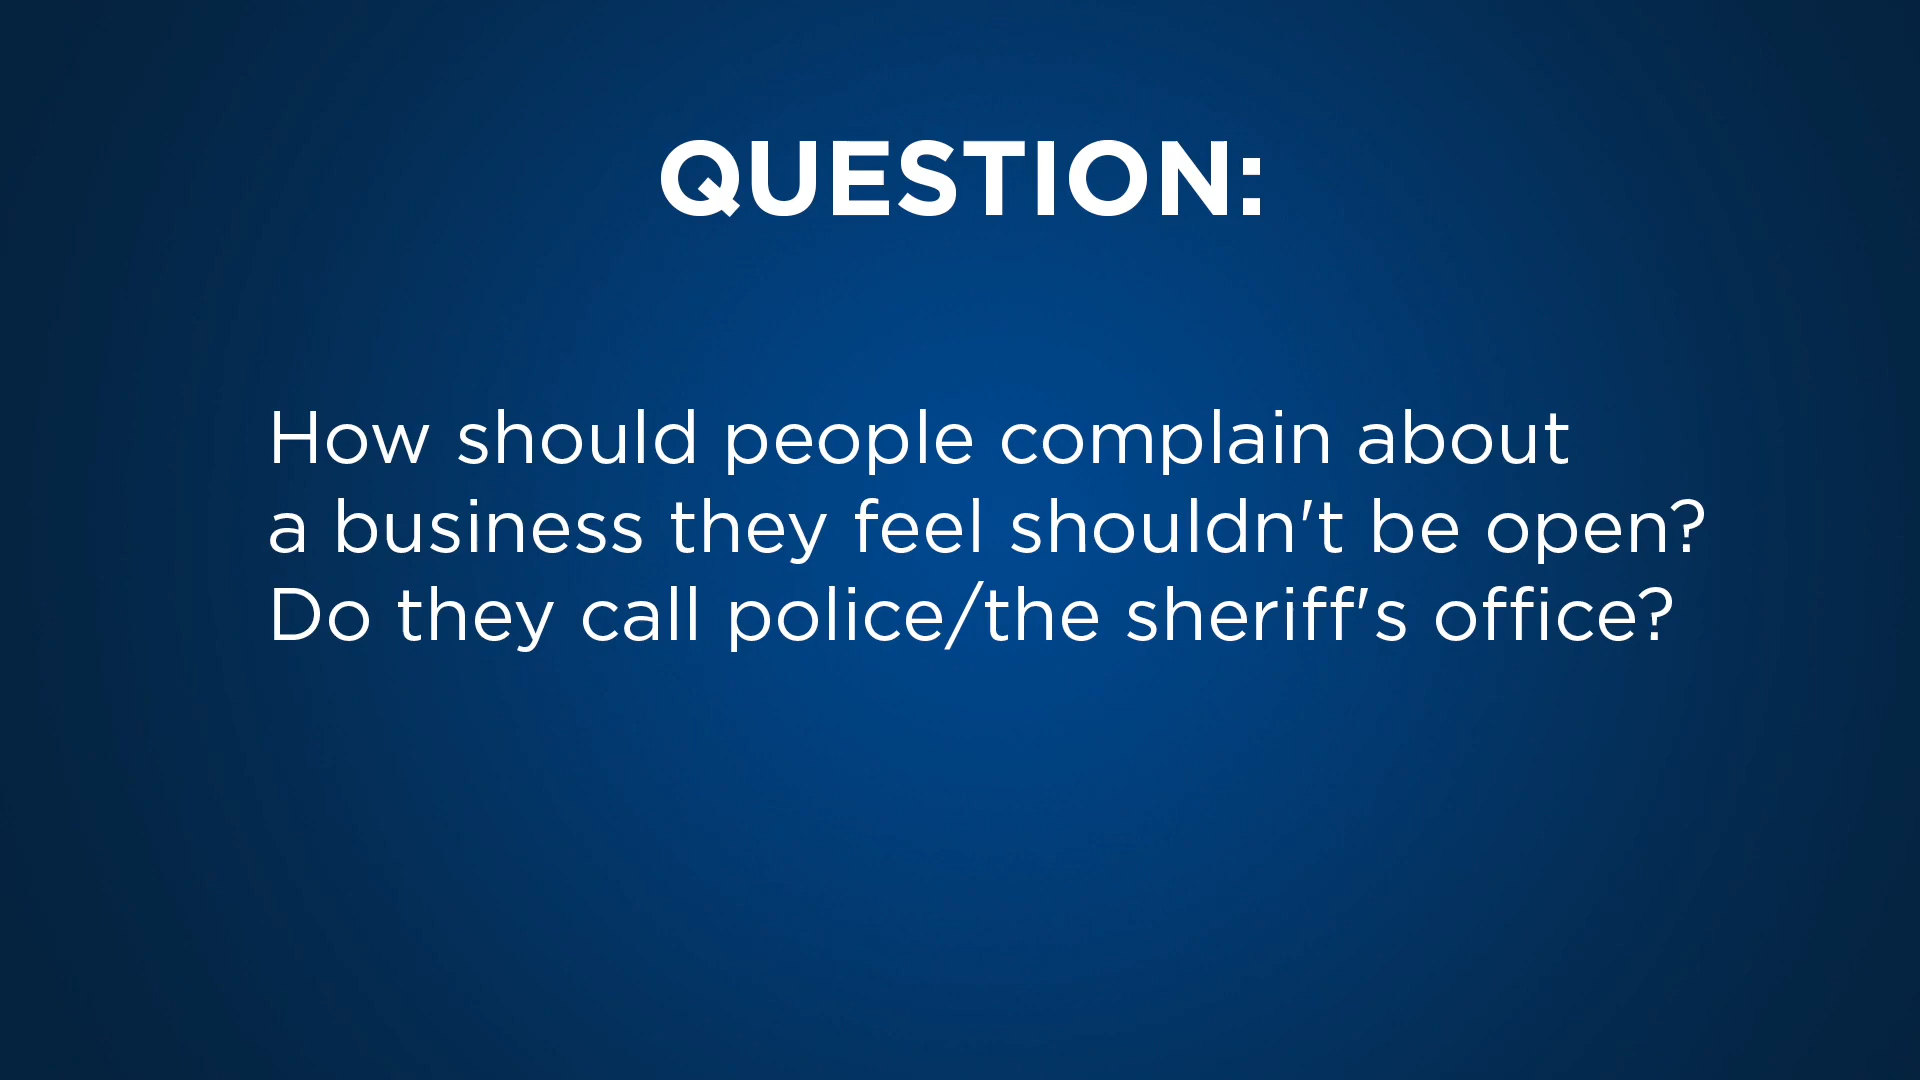 QUESTION:
How should people complain about
a business they feel shouldn't be open?
Do they call police/the sheriff's office?